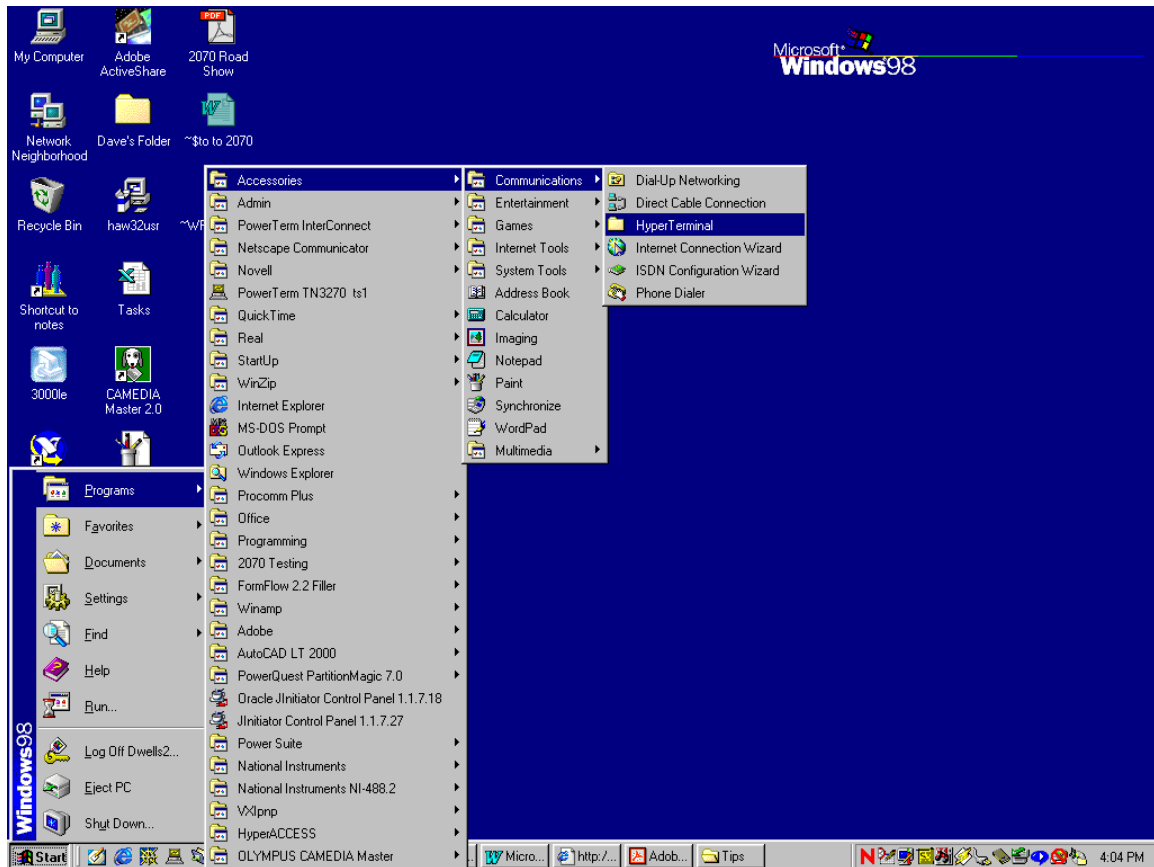 My Computer
Adobe
ActiveShare
2070 Road
Show
Microsoft
Windows98
Network
Neighborhood
Dave's Folder
~$to to 2070
Recycle Bin
haw32usr
Shortcut to
notes
Tasks
3000le
CAMEDIA
Master 2.0
Programs
Favorites
Documents
Settings
Find
Help
Run...
Log Off Dwells2...
Eject PC
Shut Down...
Windows98
Accessories
Admin
PowerTerm InterConnect
Netscape Communicator
Novell
PowerTerm TN3270 ts1
QuickTime
Real
StartUp
WinZip
Internet Explorer
MS-DOS Prompt
Outlook Express
Windows Explorer
Procomm Plus
Office
Programming
2070 Testing
FormFlow 2.2 Filler
Winamp
Adobe
AutoCAD LT 2000
PowerQuest PartitionMagic 7.0
Oracle JInitiator Control Panel 1.1.7.18
JInitiator Control Panel 1.1.7.27
Power Suite
National Instruments
National Instruments NI-488.2
VXIpnp
HyperACCESS
OLYMPUS CAMEDIA Master
Communications
Entertainment
Games
Internet Tools
System Tools
Address Book
Calculator
Imaging
Notepad
Paint
Synchronize
WordPad
Multimedia
Dial-Up Networking
Direct Cable Connection
HyperTerminal
Internet Connection Wizard
ISDN Configuration Wizard
Phone Dialer
Start
Micro...
http:/...
Adob...
Tips
4:04 PM